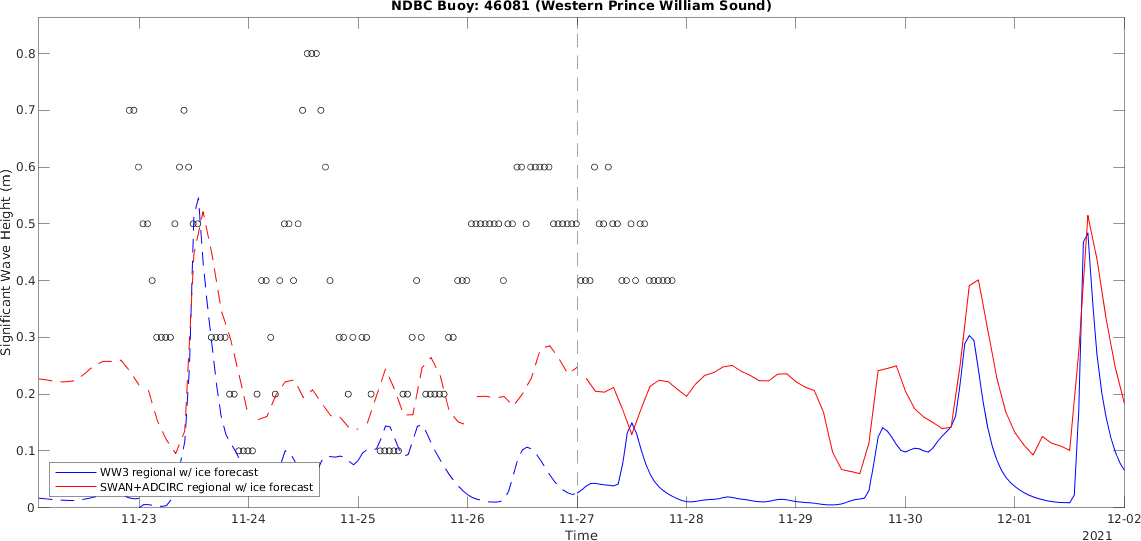 NDBC Buoy: 46081 (Western Prince William Sound)
Significant Wave Height (m)
0.8
0.7
0.6
0.5
0.4
0.3
0.2
0.1
0
WW3 regional w/ ice forecast
SWAN+ADCIRC regional w/ ice forecast
11-23 11-24 11-25 11-26 11-27 11-28 11-29 11-30 12-01 12-02
Time
2021